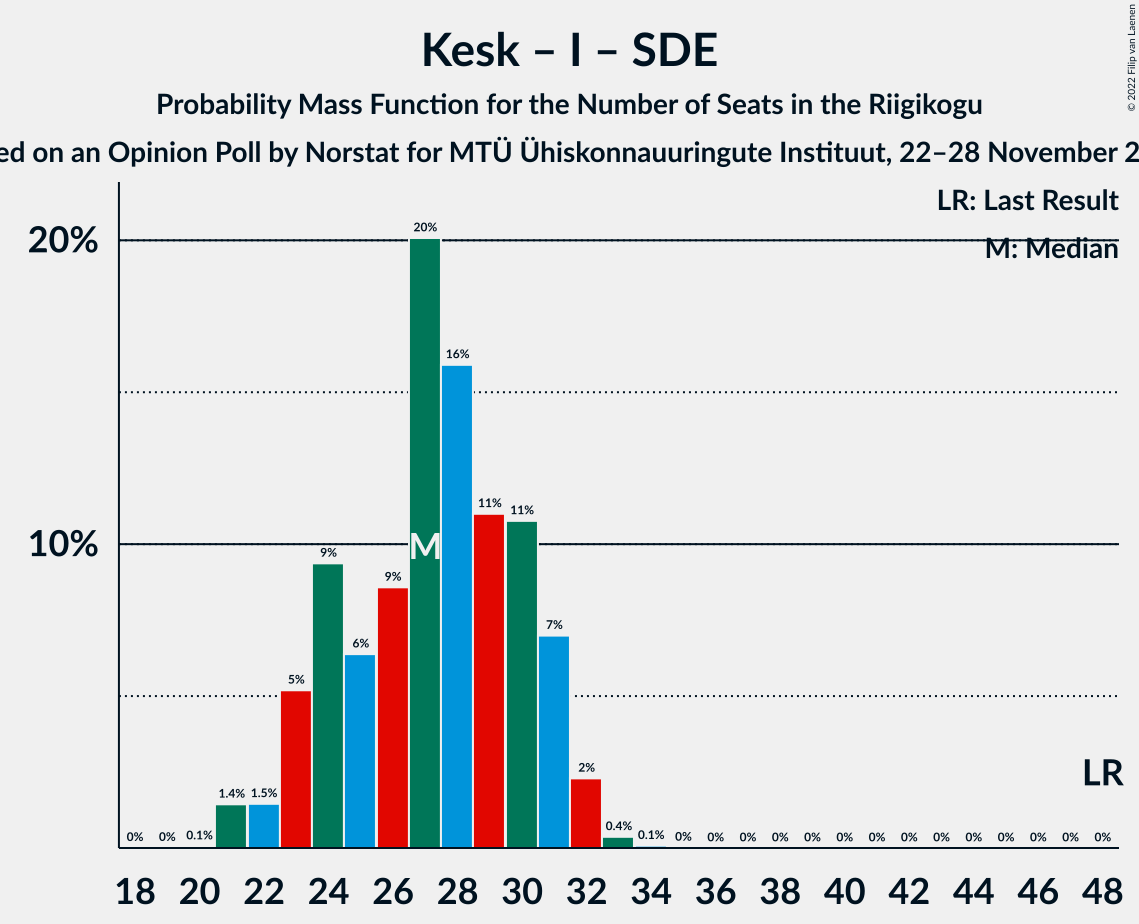 Kesk – I – SDE
Probability Mass Function for the Number of Seats in the Riigikogu
on an Opinion Poll by Norstat for MTÜ Ühiskonnauuringute Instituut, 22–28 November
© 2022 Filip van Laenen
LR: Last Result
M: Median
20%
10%
0% 0% 0.1% 1.4% 1.5% 5% 9% 6% 9% 20% 16% 11% 11% 7% 2% 0.4% 0.1% 0% 0% 0% 0% 0% 0% 0% 0% 0% 0% 0% 0% 0% 0%
M
LR
18 20 22 24 26 28 30 32 34 36 38 40 42 44 46 48